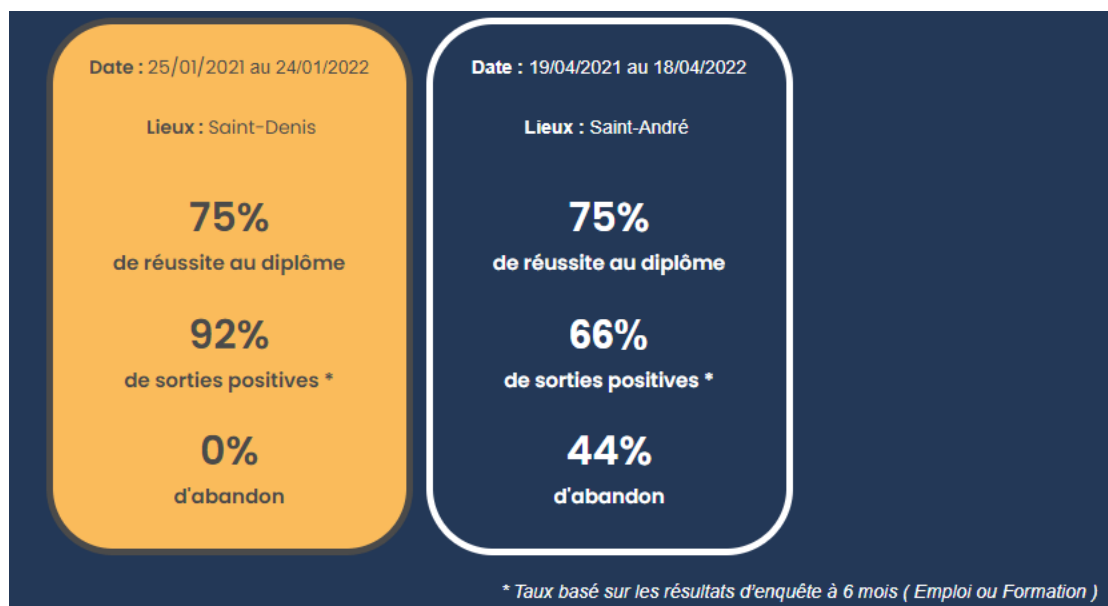 Date : 25/01/2021 au 24/01/2022
Lieux : Saint-Denis
75%
de réussite au diplôme
92%
de sorties positives *
0%
d'abandon
Date : 19/04/2021 au 18/04/2022
Lieux : Saint-André
75%
de réussite au diplôme
66%
de sorties positives *
44%
d'abandon
* Taux basé sur les résultats d'enquête à 6 mois ( Emploi ou Formation )